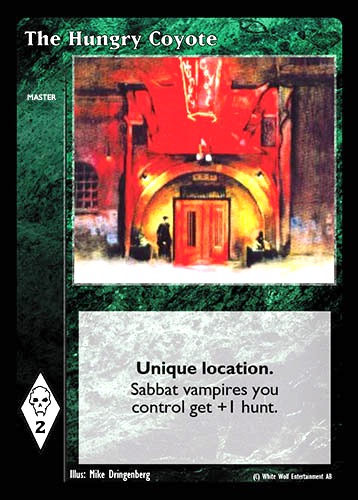 The Hungry Coyote
MASTER
Unique location.
Sabbat vampires you
control get +1 hunt.
2
Illus: Mike Dringenberg
(C) White Wolf Entertainment AB